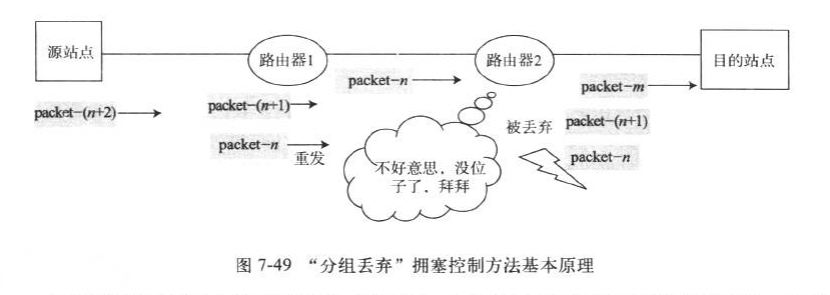 源站点
路由器1
路由器2
目的站点
packet-n
packet-m
packet-(n+2)
packet-(n+1)
packet-n
重发
不好意思，没位
子了，拜拜
被丢弃
packet-(n+1)
packet-n
图 7-49 “分组丢弃”拥塞控制方法基本原理